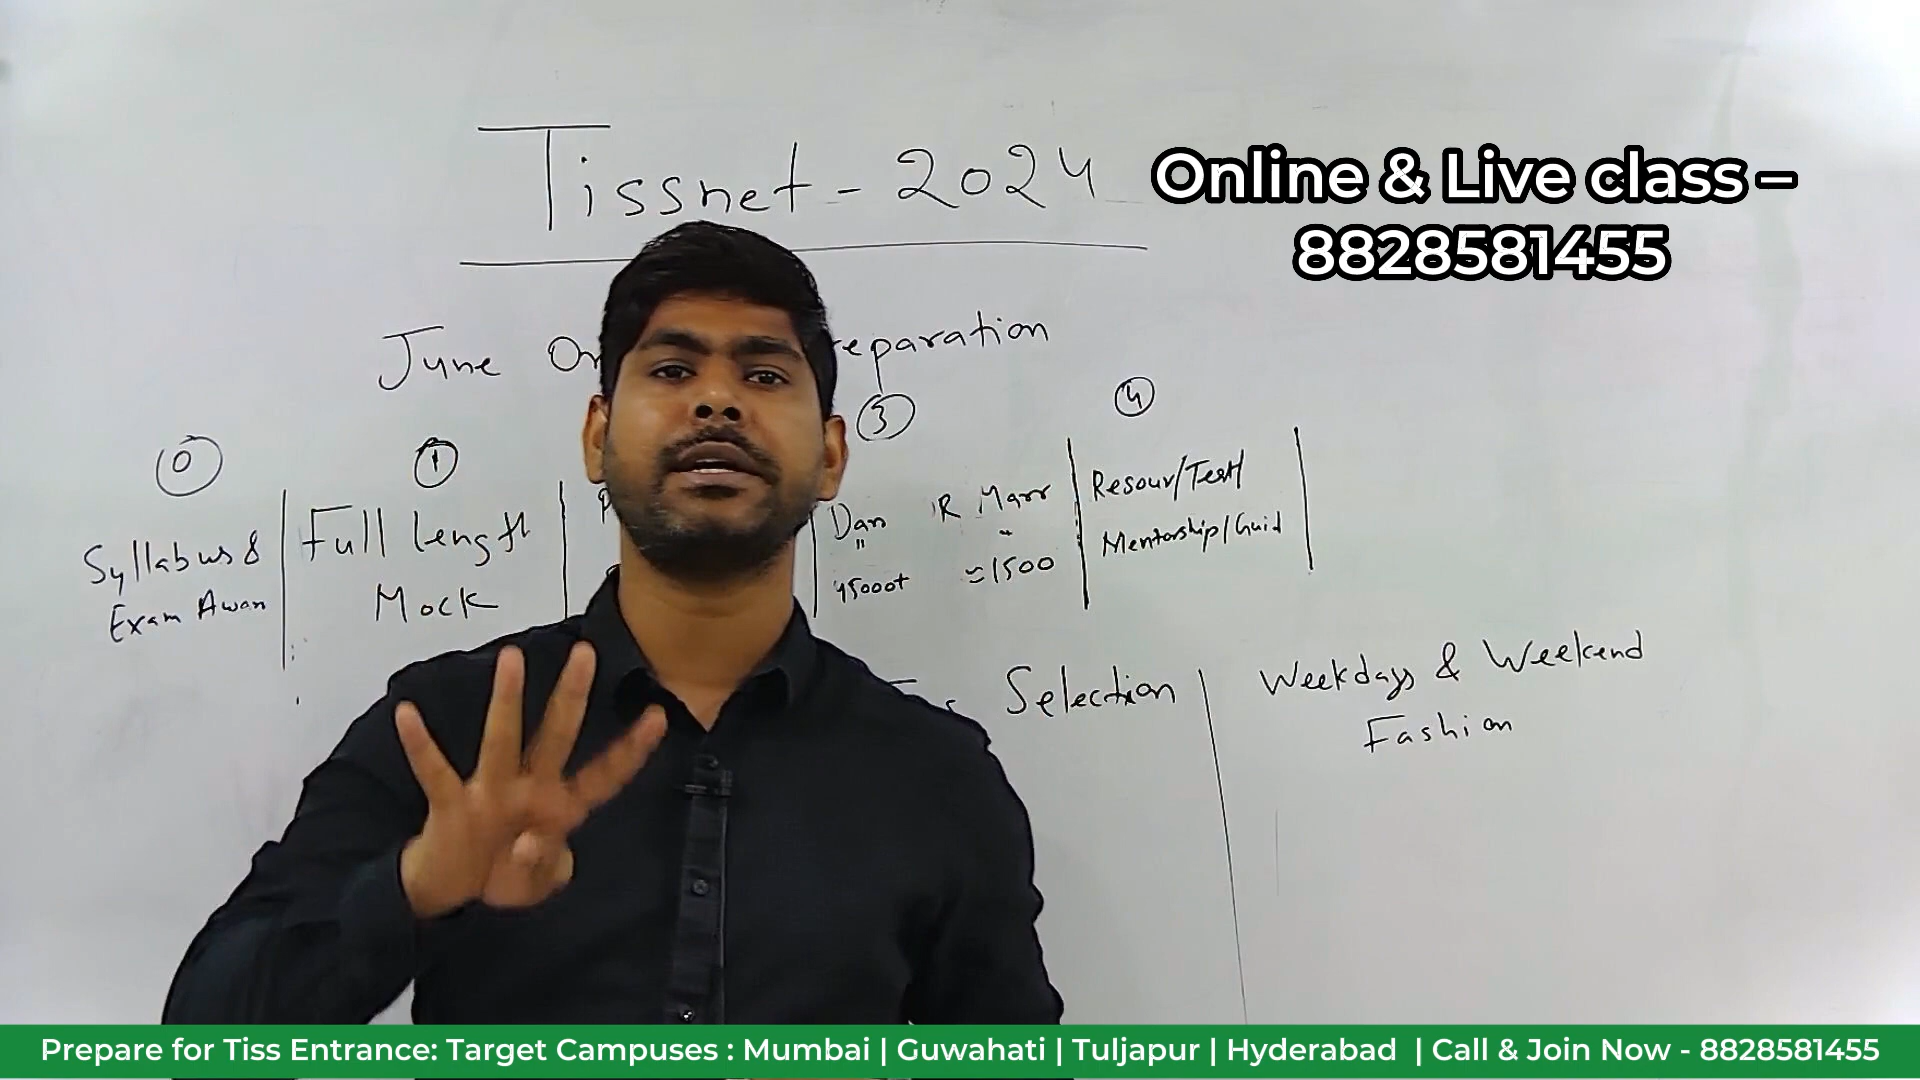 Tissnet - 2024
Online & Live class –
8828581455
June On eparation
0
1
3
4
Syllabus &
Exam Awar
Full length
Mock
Dan
"
45000+
R Marr
≈1500
Resour/Test/
Mentorship/Guid
Selection
Weekdays & Weekend
Fashion
Prepare for Tiss Entrance: Target Campuses : Mumbai | Guwahati | Tuljapur | Hyderabad | Call & Join Now - 8828581455